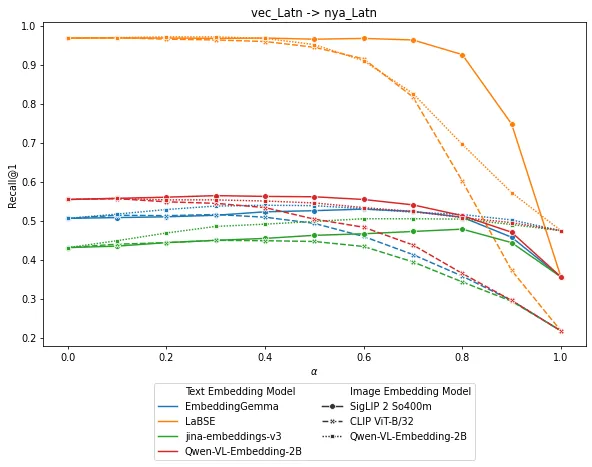 vec_Latn -> nya_Latn
Recall@1
1.0
0.9
0.8
0.7
0.6
0.5
0.4
0.3
0.2
0.0 0.2 0.4 0.6 0.8 1.0
α
Text Embedding Model
EmbeddingGemma
LaBSE
jina-embeddings-v3
Qwen-VL-Embedding-2B
Image Embedding Model
SigLIP 2 So400m
CLIP ViT-B/32
Qwen-VL-Embedding-2B